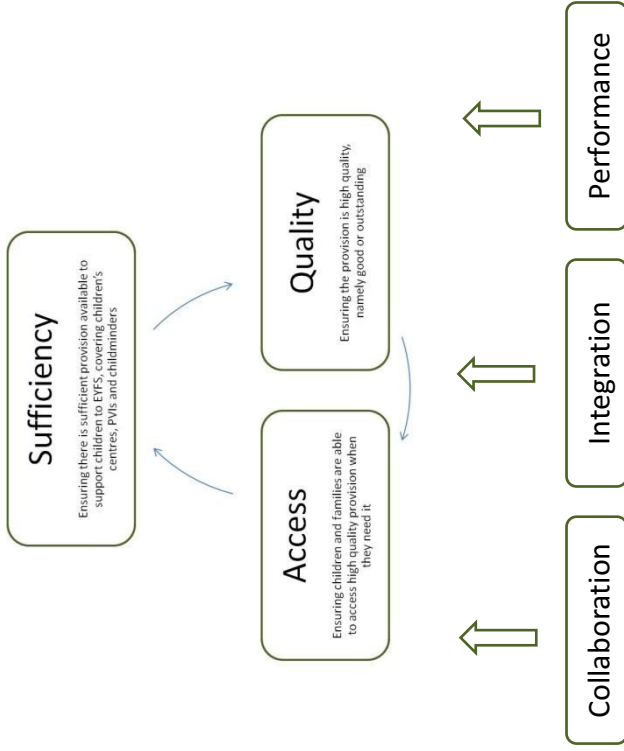 Sufficiency
Ensuring there is sufficient provision available to
support children to EYFS, covering children's
centres, PVIs and childminders
Access
Ensuring children and families are able
to access high quality provision when
they need it
Quality
Ensuring the provision is high quality,
namely good or outstanding
Collaboration
Integration
Performance